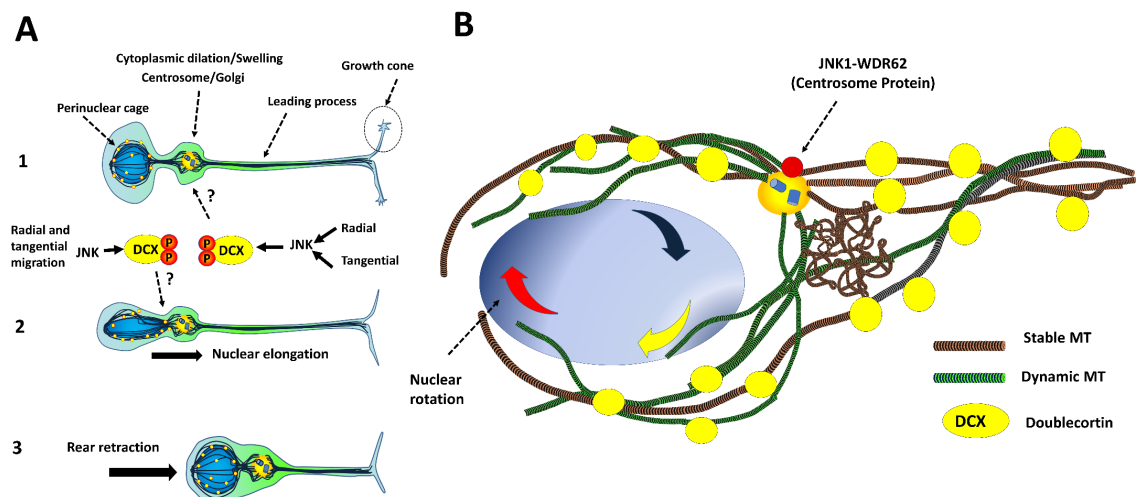 A
Cytoplasmic dilation/Swelling
Centrosome/Golgi
Growth cone
Perinuclear cage
Leading process
1
?
Radial and
tangential
migration
JNK
DCX
P
P
P
P
DCX
JNK
Radial
Tangential
?
2
Nuclear elongation
3
Rear retraction
B
JNK1-WDR62
(Centrosome Protein)
Nuclear
rotation
Stable MT
Dynamic MT
DCX
Doublecortin